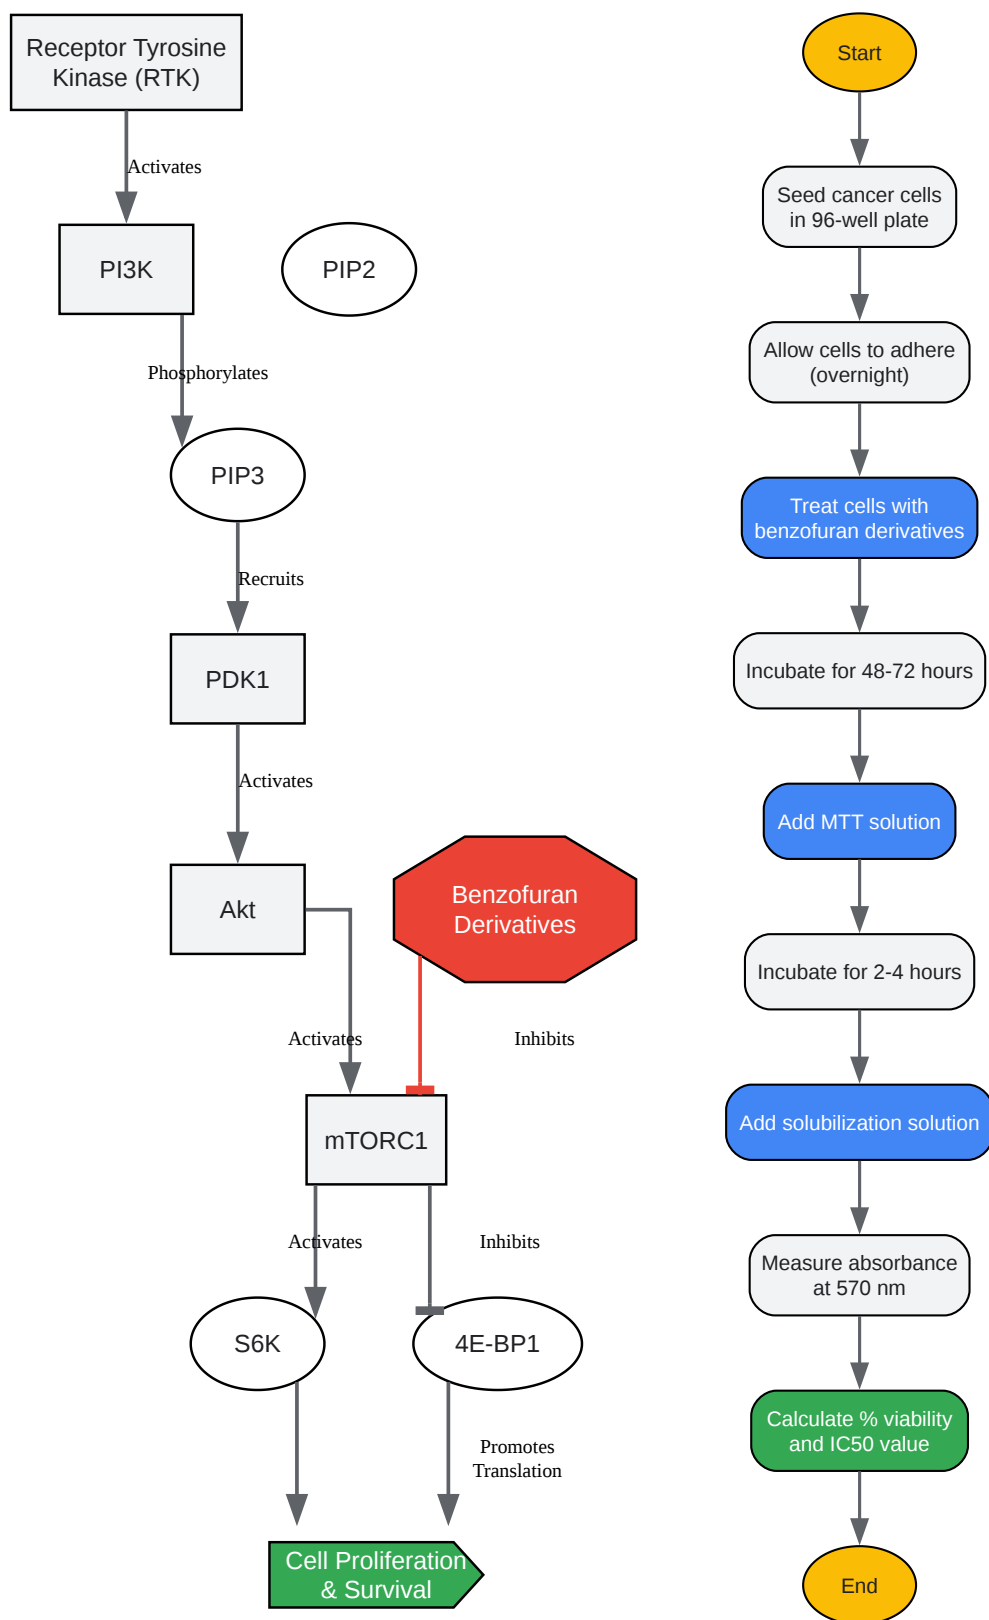 Receptor Tyrosine
Kinase (RTK)
Activates
PI3K
PIP2
Phosphorylates
PIP3
Recruits
PDK1
Activates
Akt
Benzofuran
Derivatives
Activates
Inhibits
mTORC1
Activates
Inhibits
S6K
4E-BP1
Promotes
Translation
Cell Proliferation
& Survival
Start
Seed cancer cells
in 96-well plate
Allow cells to adhere
(overnight)
Treat cells with
benzofuran derivatives
Incubate for 48-72 hours
Add MTT solution
Incubate for 2-4 hours
Add solubilization solution
Measure absorbance
at 570 nm
Calculate % viability
and IC50 value
End